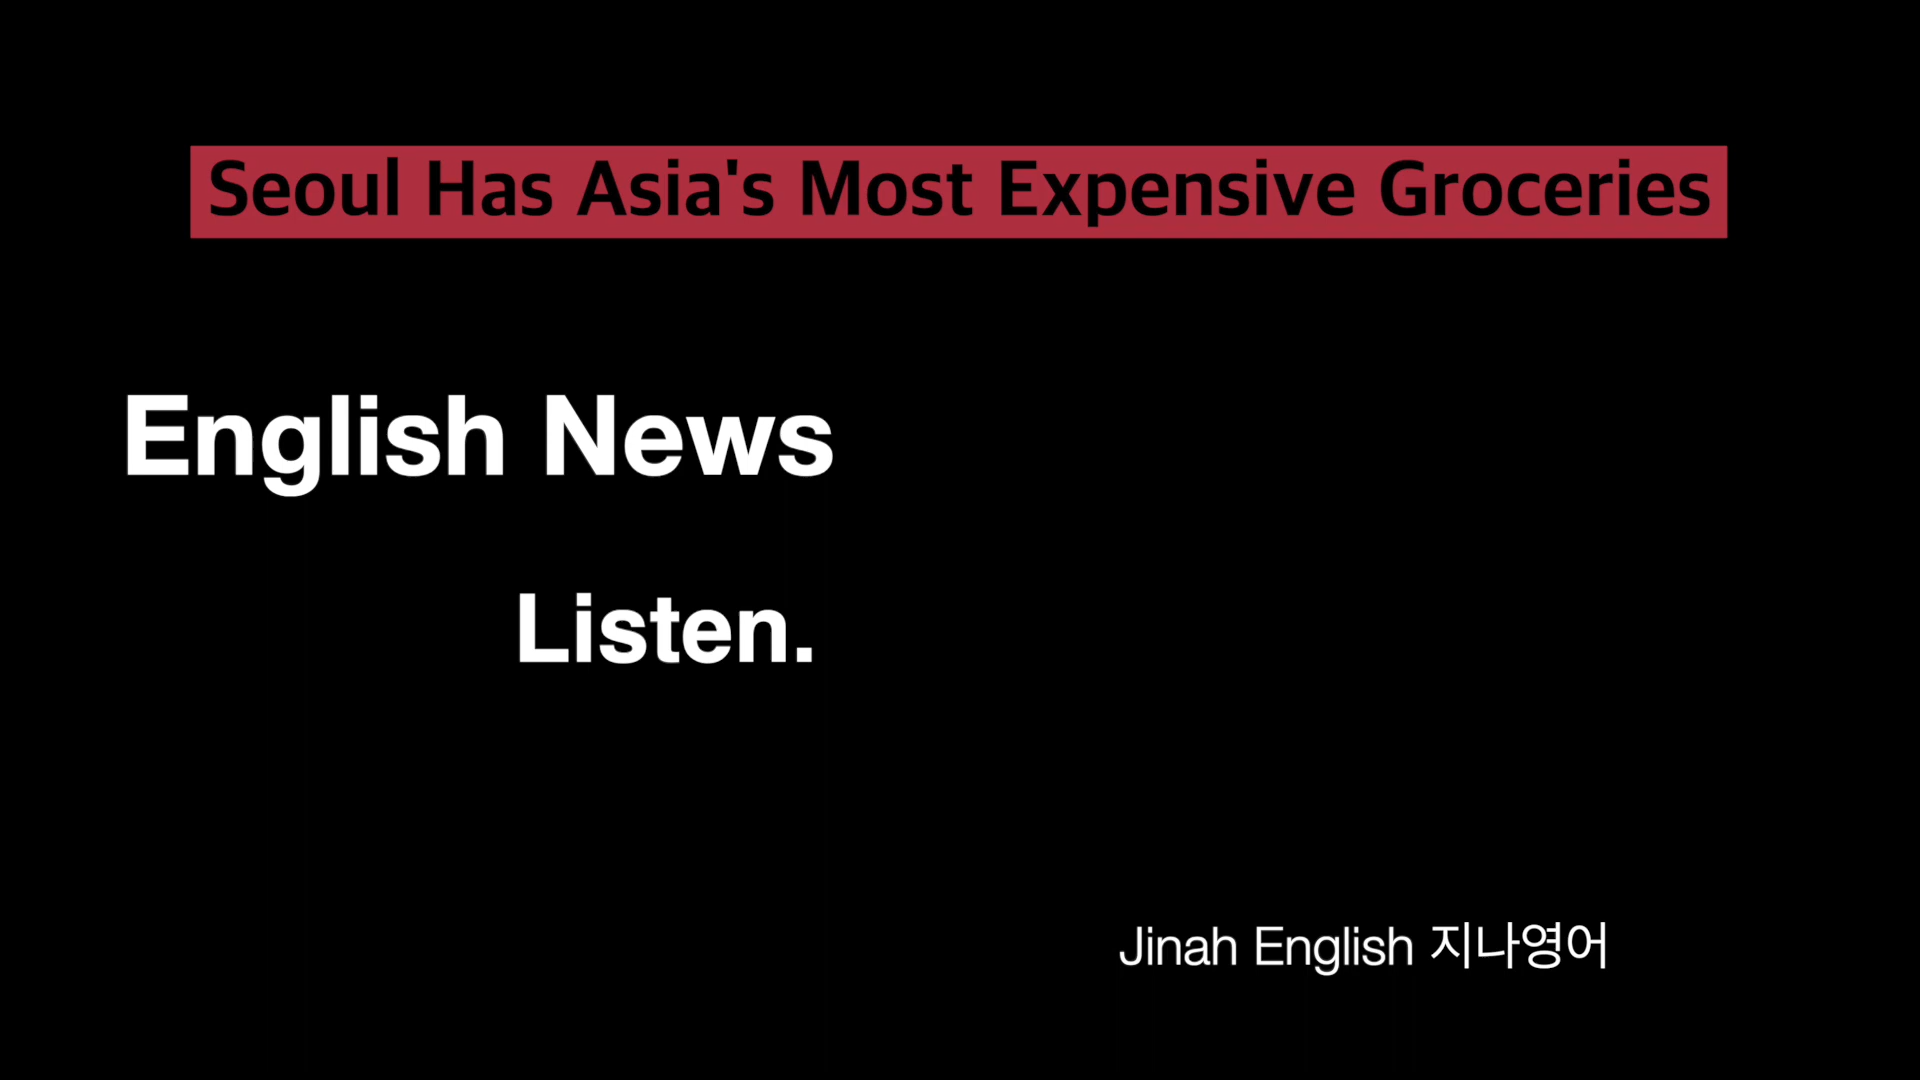 Seoul Has Asia's Most Expensive Groceries
English News
Listen.
Jinah English 지나영어